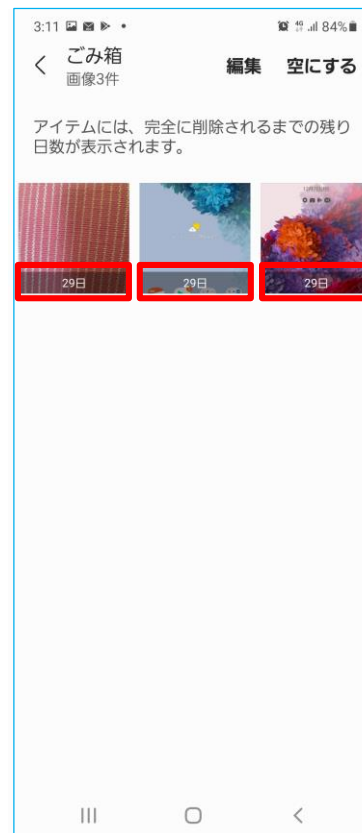 3:11
84%
ごみ箱
画像3件
編集 空にする
アイテムには、完全に削除されるまでの残り
日数が表示されます。
29日 29日 29日